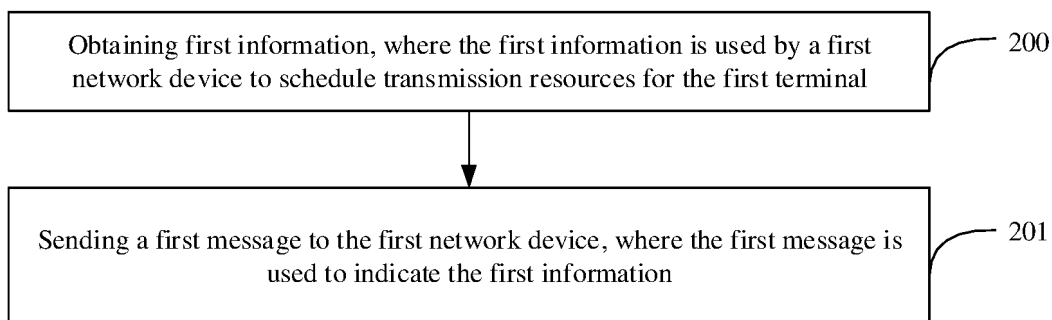 Obtaining first information, where the first information is used by a first
network device to schedule transmission resources for the first terminal
200
Sending a first message to the first network device, where the first message is
used to indicate the first information
201